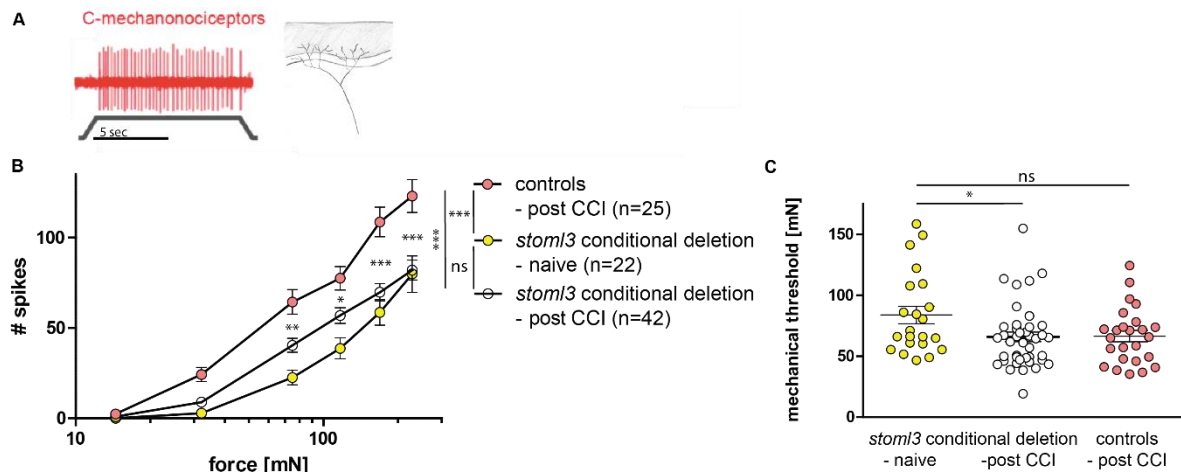 A
C-mechanonociceptors
5 sec
B
# spikes
100
50
0
10
100
force [mN]
**
*
***
***
***
***
ns
controls
- post CCI (n=25)
stoml3 conditional deletion
- naive (n=22)
stoml3 conditional deletion
- post CCI (n=42)
C
ns
*
mechanical threshold [mN]
150
100
50
0
stoml3 conditional deletion
- naive
-post CCI
controls
- post CCI